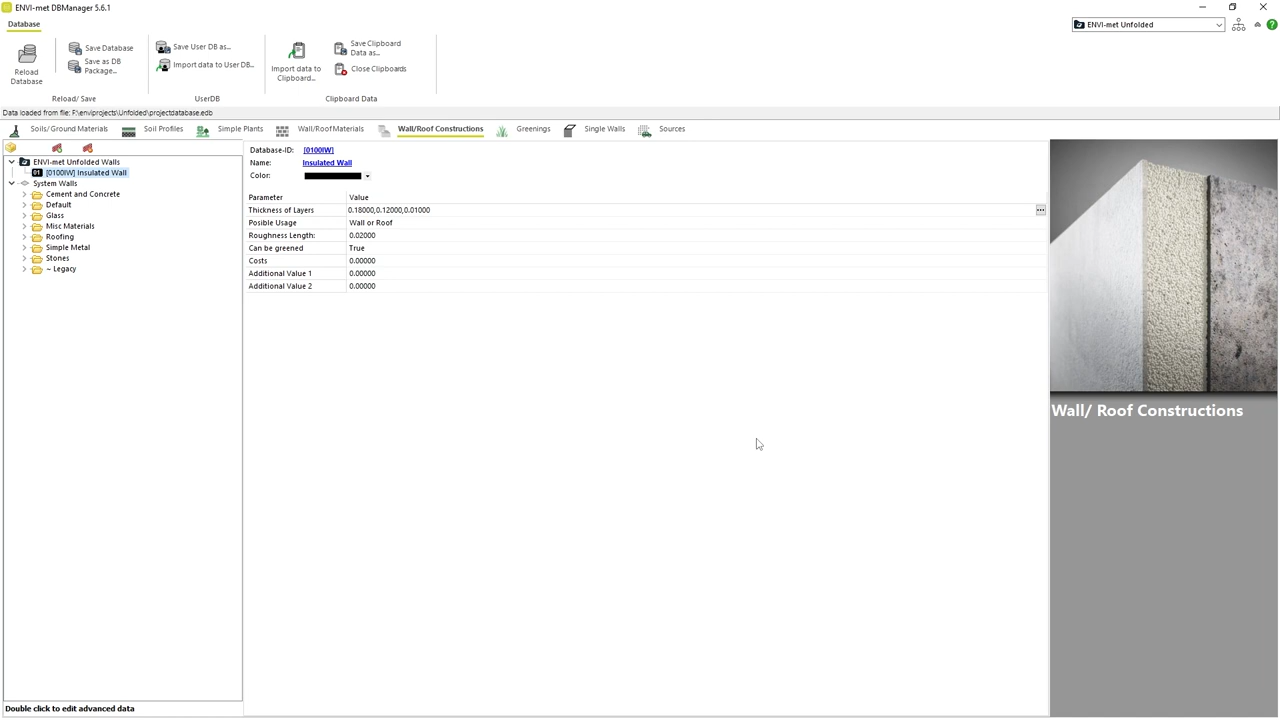 ENVI-met DBManager 5.6.1
Database
ENVI-met Unfolded
Reload
Database
Save Database
Save as DB
Package...
Reload/ Save
Save User DB as...
Import data to User DB..
UserDB
Import data to
Clipboard...
Save Clipboard
Data as...
Close Clipboards
Clipboard Data
Data loaded from file: F:\enviprojects\Unfolded\projectdatabase.edb
Soils/ Ground Materials
Soil Profiles
Simple Plants
Wall/Roof Materials
Wall/Roof Constructions
Greenings
Single Walls
Sources
ENVI-met Unfolded Walls
01 [0100IW] Insulated Wall
System Walls
Cement and Concrete
Default
Glass
Misc Materials
Roofing
Simple Metal
Stones
~ Legacy
Double click to edit advanced data
Database-ID: [0100IW]
Name: Insulated Wall
Color:
Parameter Value
Thickness of Layers 0.18000,0.12000,0.01000
Posible Usage Wall or Roof
Roughness Length: 0.02000
Can be greened True
Costs 0.00000
Additional Value 1 0.00000
Additional Value 2 0.00000
Wall/ Roof Constructions